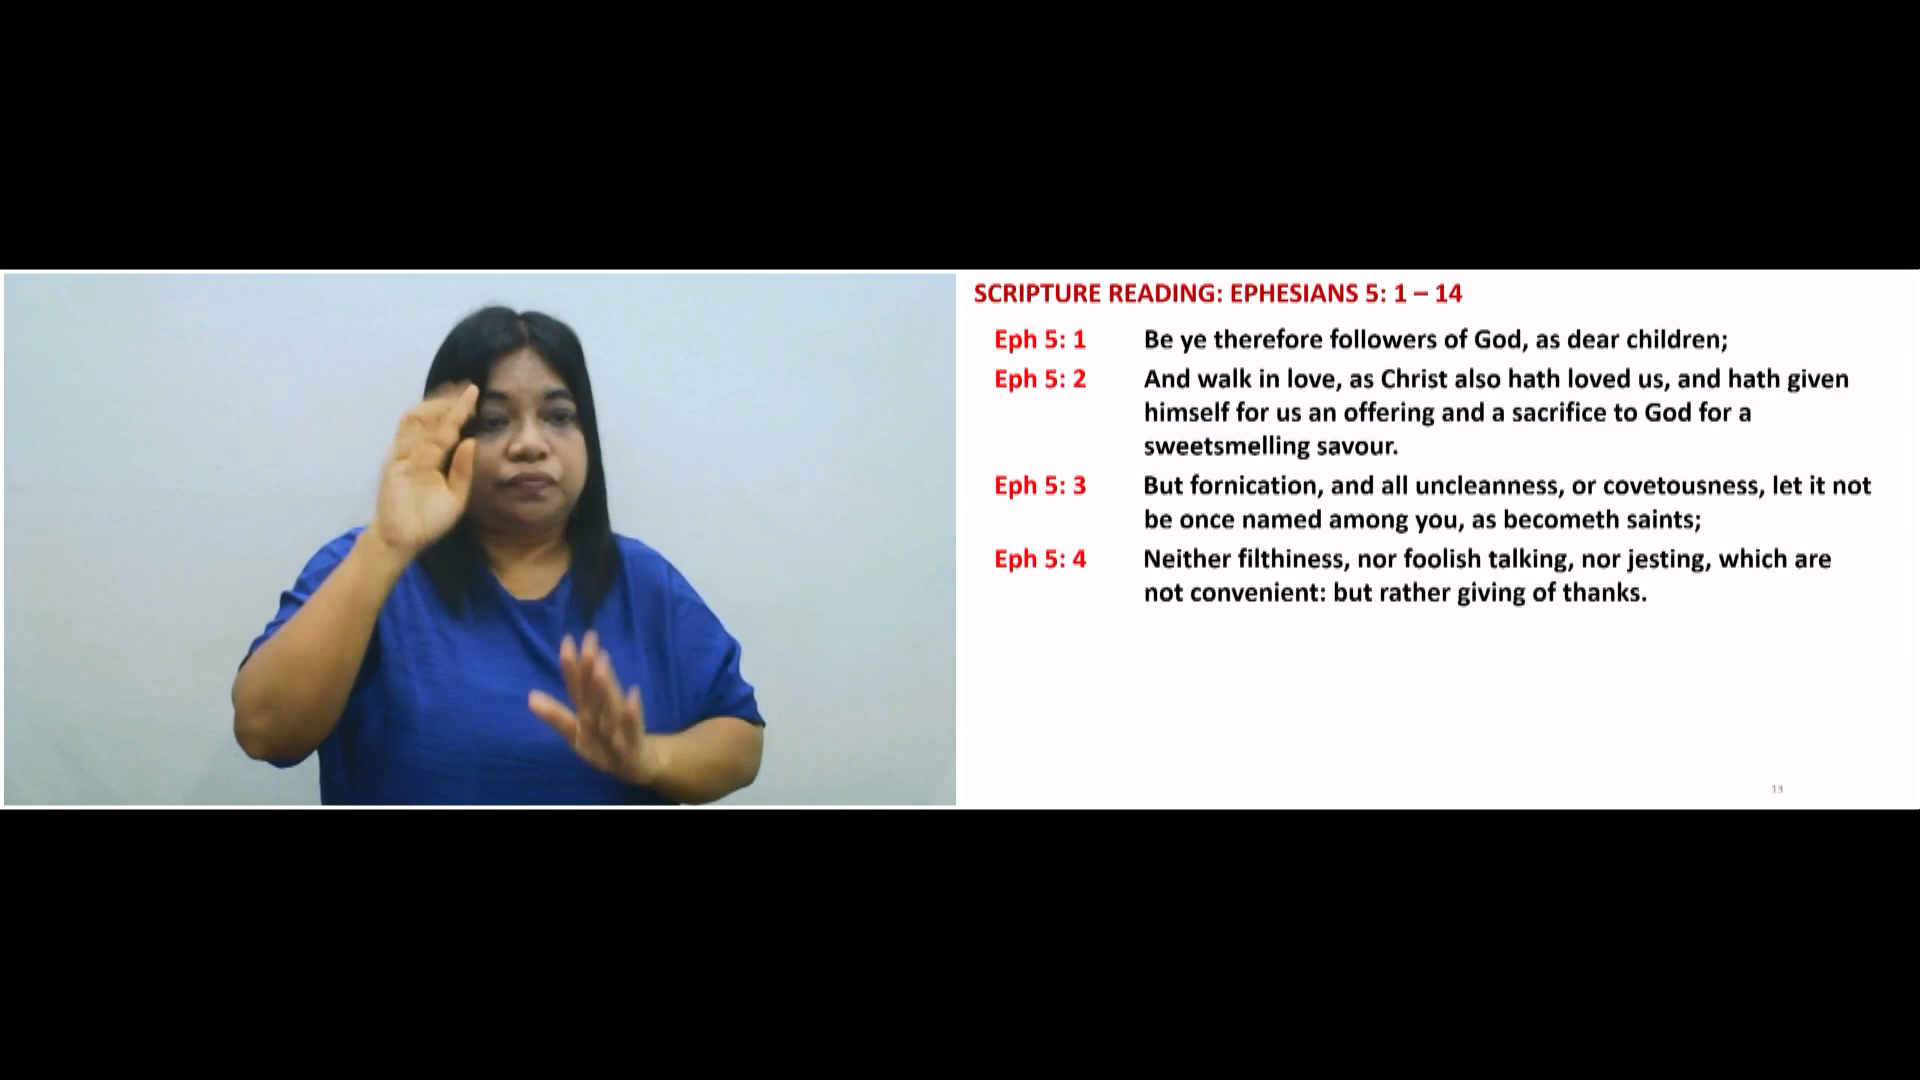 SCRIPTURE READING: EPHESIANS 5: 1 – 14
Eph 5: 1 Be ye therefore followers of God, as dear children;
Eph 5: 2 And walk in love, as Christ also hath loved us, and hath given
himself for us an offering and a sacrifice to God for a
sweetsmelling savour.
Eph 5: 3 But fornication, and all uncleanness, or covetousness, let it not
be once named among you, as becometh saints;
Eph 5: 4 Neither filthiness, nor foolish talking, nor jesting, which are
not convenient: but rather giving of thanks.
13